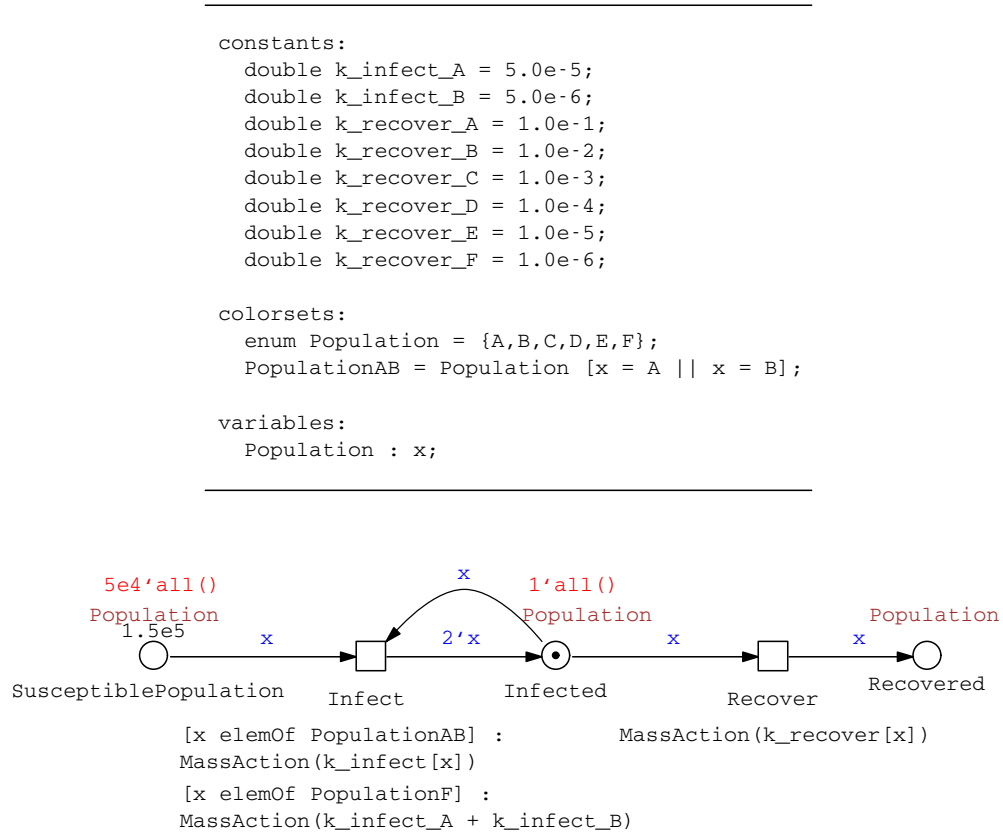 constants:
double k_infect_A = 5.0e-5;
double k_infect_B = 5.0e-6;
double k_recover_A = 1.0e-1;
double k_recover_B = 1.0e-2;
double k_recover_C = 1.0e-3;
double k_recover_D = 1.0e-4;
double k_recover_E = 1.0e-5;
double k_recover_F = 1.0e-6;
colorsets:
enum Population = {A,B,C,D,E,F};
PopulationAB = Population [x = A || x = B];
variables:
Population : x;
x
5e4‘all() 1‘all()
Population Population Population
1.5e5
x 2‘x x x
SusceptiblePopulation Infect Infected Recover Recovered
[x elemOf PopulationAB] : MassAction(k_recover[x])
MassAction(k_infect[x])
[x elemOf PopulationF] :
MassAction(k_infect_A + k_infect_B)